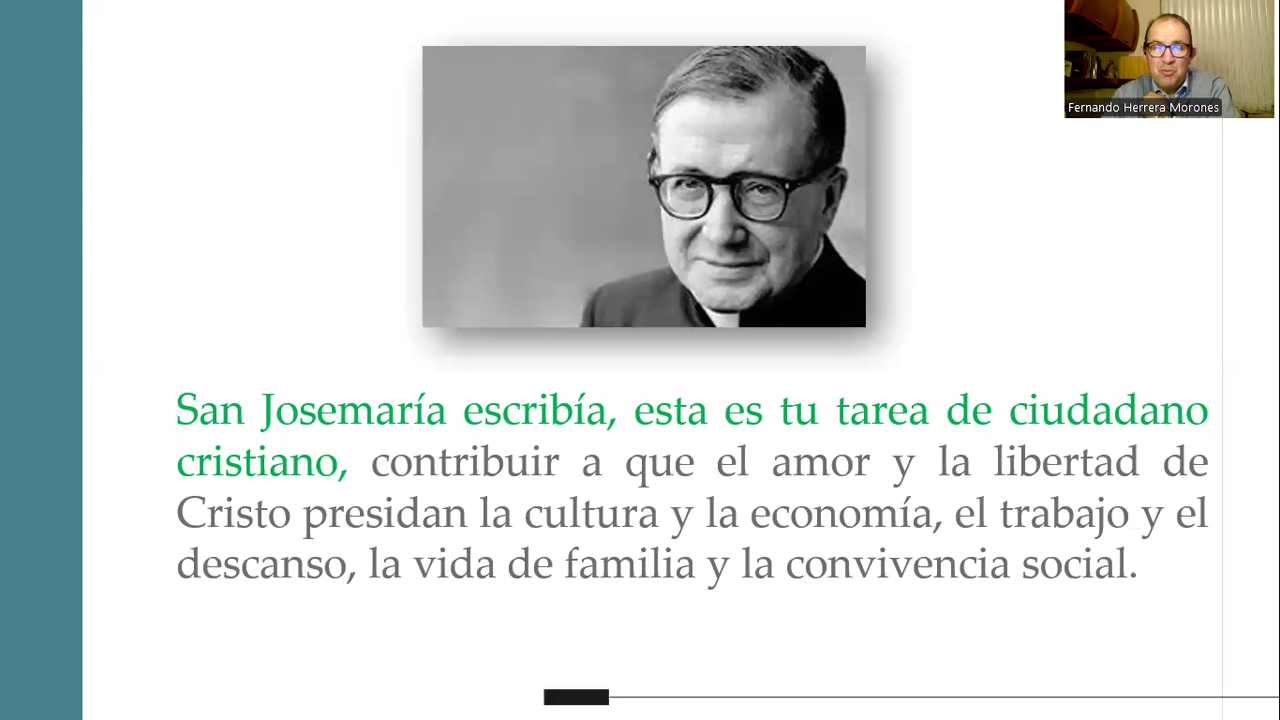 Fernando Herrera Morones
San Josemaría escribía, esta es tu tarea de ciudadano
cristiano, contribuir a que el amor y la libertad de
Cristo presidan la cultura y la economía, el trabajo y el
descanso, la vida de familia y la convivencia social.